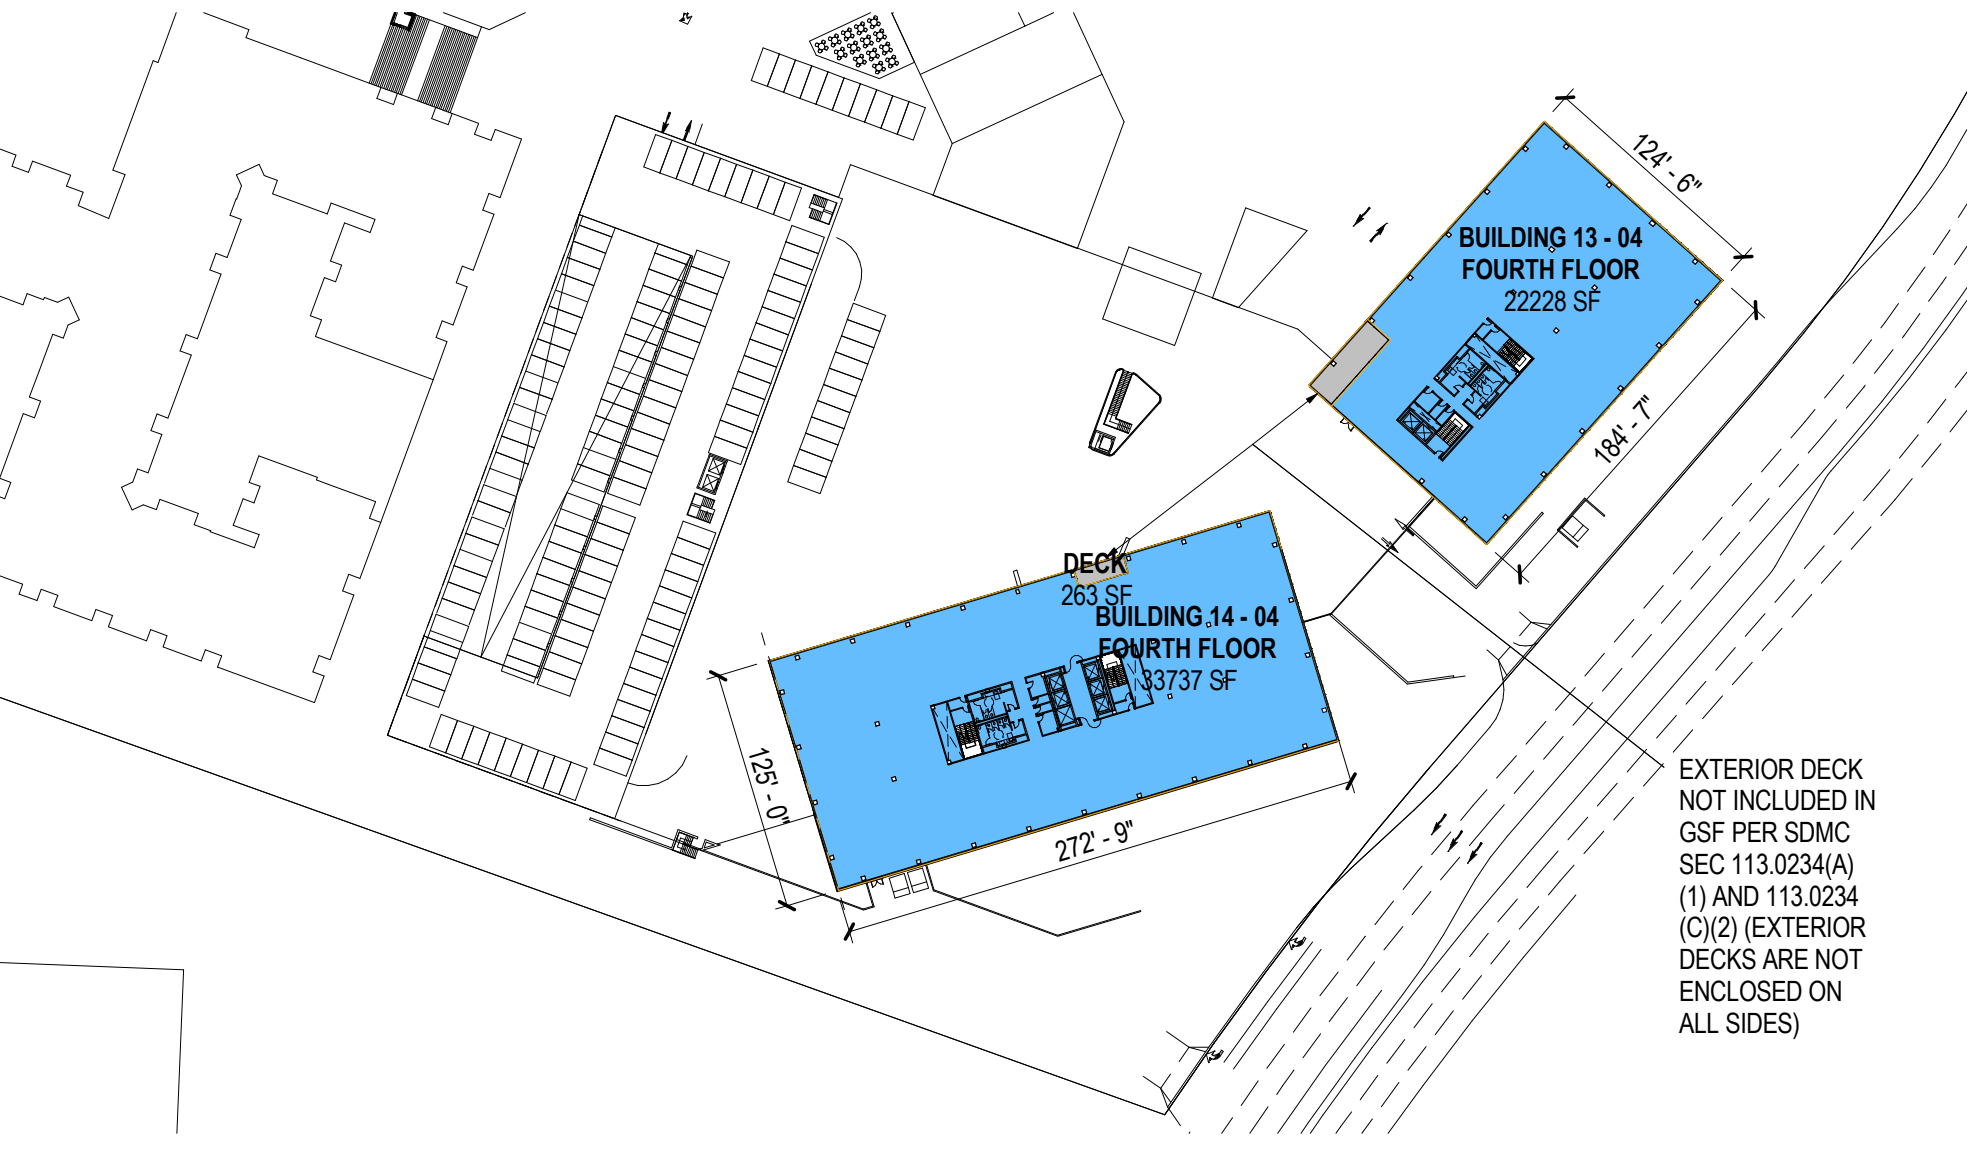 124' - 6"
BUILDING 13 - 04
FOURTH FLOOR
22228 SF
184' - 7"
DECK
263 SF
BUILDING 14 - 04
FOURTH FLOOR
33737 SF
125' - 0"
272' - 9"
EXTERIOR DECK
NOT INCLUDED IN
GSF PER SDMC
SEC 113.0234(A)
(1) AND 113.0234
(C)(2) (EXTERIOR
DECKS ARE NOT
ENCLOSED ON
ALL SIDES)